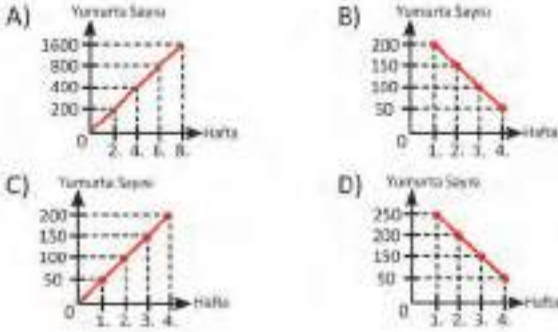 A) Yumurta Sayısı
1600
800
400
200
0
2. 4. 6. 8.
Hafta
B) Yumurta Sayısı
200
150
100
50
0
1. 2. 3. 4.
Hafta
C) Yumurta Sayısı
200
150
100
50
0
1. 2. 3. 4.
Hafta
D) Yumurta Sayısı
250
200
150
50
0
1. 2. 3. 4.
Hafta